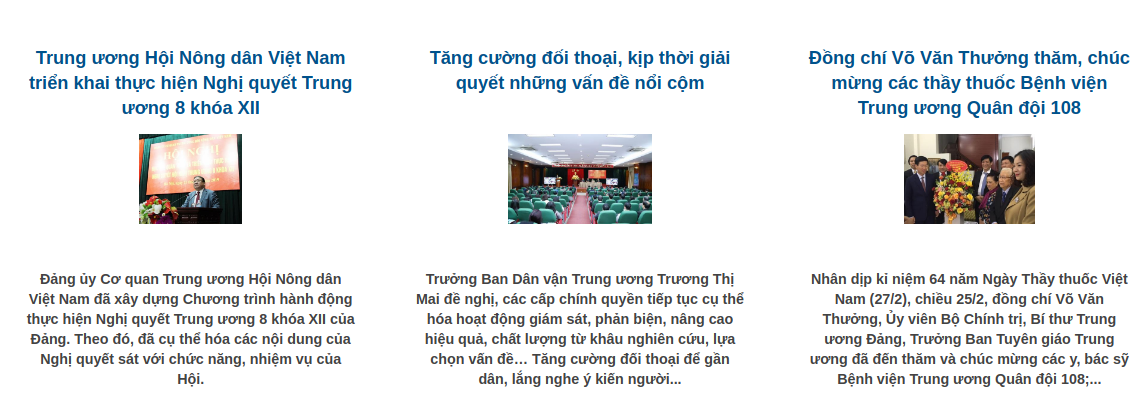 Trung ương Hội Nông dân Việt Nam
triển khai thực hiện Nghị quyết Trung
ương 8 khóa XII
HỘI NGHỊ
Đảng ủy Cơ quan Trung ương Hội Nông dân
Việt Nam đã xây dựng Chương trình hành động
thực hiện Nghị quyết Trung ương 8 khóa XII của
Đảng. Theo đó, đã cụ thể hóa các nội dung của
Nghị quyết sát với chức năng, nhiệm vụ của
Hội.
Tăng cường đối thoại, kịp thời giải
quyết những vấn đề nổi cộm
Trưởng Ban Dân vận Trung ương Trương Thị
Mai đề nghị, các cấp chính quyền tiếp tục cụ thể
hóa hoạt động giám sát, phản biện, nâng cao
hiệu quả, chất lượng từ khâu nghiên cứu, lựa
chọn vấn đề… Tăng cường đối thoại để gần
dân, lắng nghe ý kiến người...
Đồng chí Võ Văn Thưởng thăm, chúc
mừng các thầy thuốc Bệnh viện
Trung ương Quân đội 108
Nhân dịp kỉ niệm 64 năm Ngày Thầy thuốc Việt
Nam (27/2), chiều 25/2, đồng chí Võ Văn
Thưởng, Ủy viên Bộ Chính trị, Bí thư Trung
ương Đảng, Trưởng Ban Tuyên giáo Trung
ương đã đến thăm và chúc mừng các y, bác sỹ
Bệnh viện Trung ương Quân đội 108;...